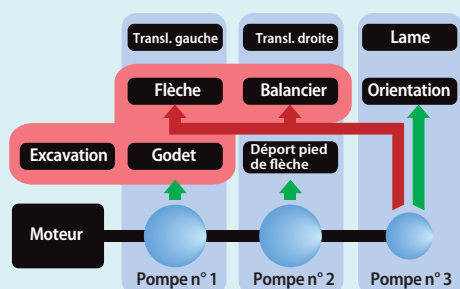 Transl. gauche
Transl. droite
Lame
Flèche
Balancier
Orientation
Excavation
Godet
Déport pied
de flèche
Moteur
Pompe n° 1
Pompe n° 2
Pompe n° 3